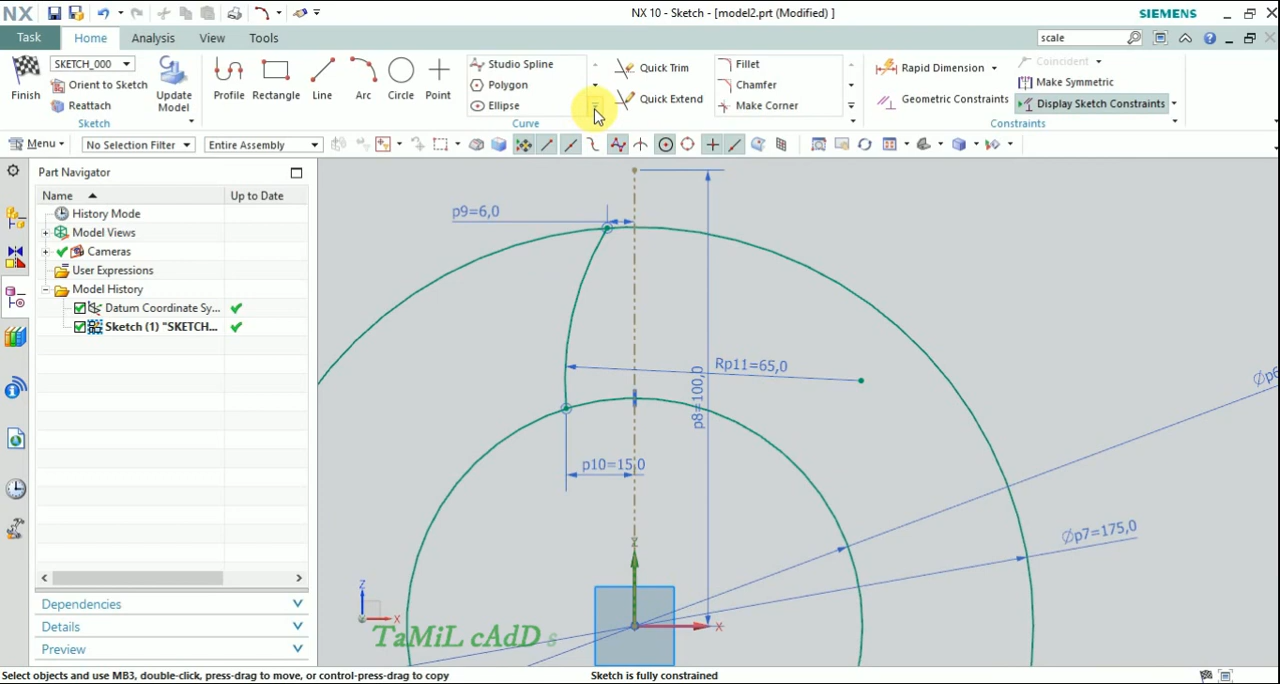 NX
NX 10 - Sketch - [model2.prt (Modified) ]
SIEMENS
Task
Home
Analysis
View
Tools
scale
SKETCH_000
Orient to Sketch
Reattach
Finish
Update
Model
Sketch
Profile
Rectangle
Line
Arc
Circle
Point
Studio Spline
Polygon
Ellipse
Curve
Quick Trim
Quick Extend
Fillet
Chamfer
Make Corner
Rapid Dimension
Geometric Constraints
Coincident
Make Symmetric
Display Sketch Constraints
Constraints
Menu
No Selection Filter
Entire Assembly
Part Navigator
Name
Up to Date
History Mode
Model Views
Cameras
User Expressions
Model History
Datum Coordinate Sy...
Sketch (1) "SKETCH...
Dependencies
Details
Preview
p9=6,0
Rp11=65,0
p8=100,0
p10=15,0
Øp6
Øp7=175,0
Y
X
Z
X
TaMiL cAdD s
Select objects and use MB3, double-click, press-drag to move, or control-press-drag to copy
Sketch is fully constrained